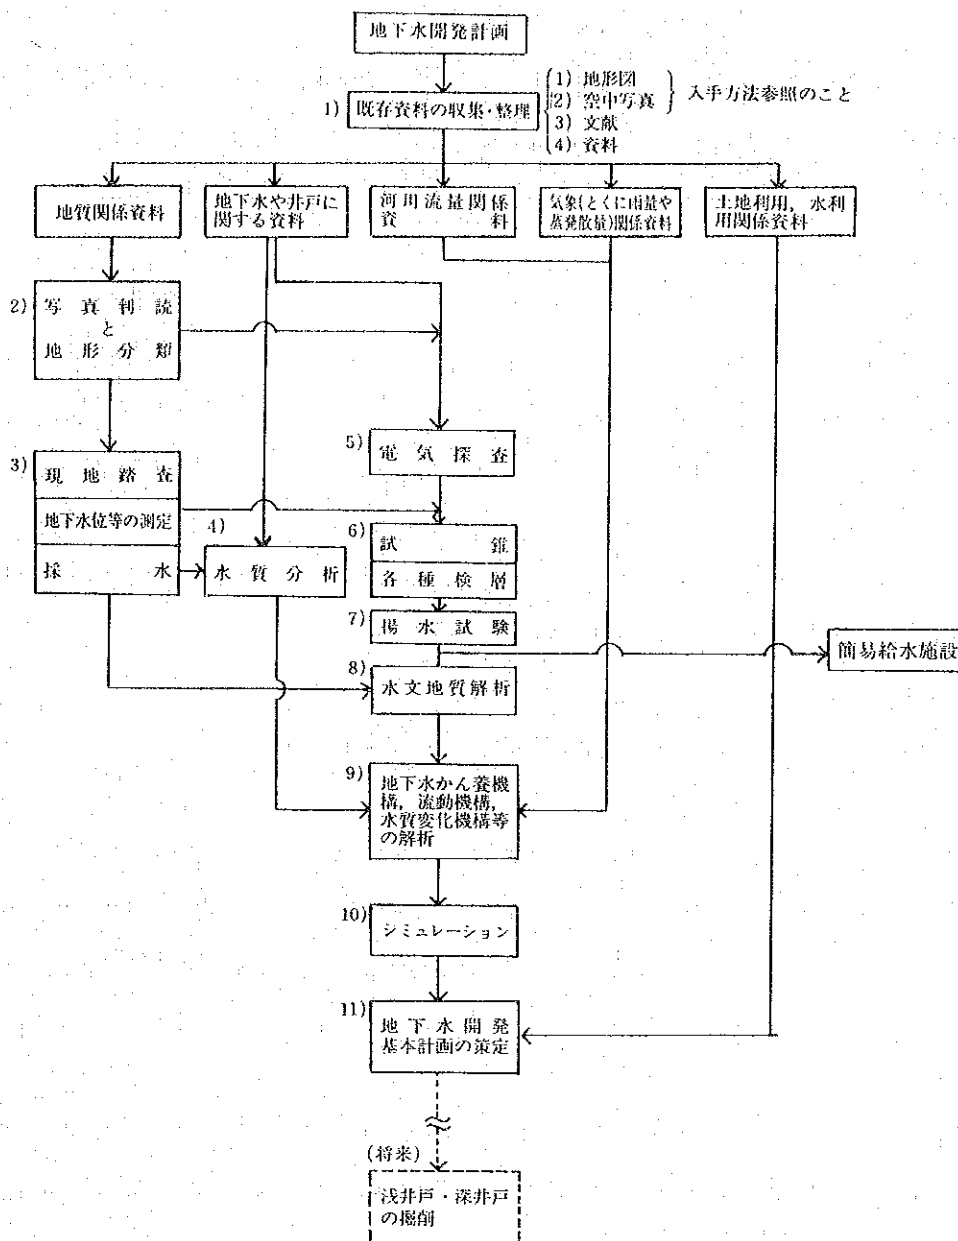 地下水開発計画
1) 既存資料の収集・整理
(1) 地形図
(2) 空中写真
3) 文献
(4) 資料
入手方法参照のこと
地質関係資料
地下水や井戸に
関する資料
河川流量関係
資料
気象(とくに雨量や
蒸発散量)関係資料
土地利用，水利
用関係資料
2) 写真判読
と
地形分類
3) 現地踏査
地下水位等の測定
採水
4) 水質分析
5) 電気探査
6) 試錐
各種検層
7) 揚水試験
簡易給水施設
8) 水文地質解析
9) 地下水かん養機
構，流動機構，
水質変化機構等
の解析
10) シミュレーション
11) 地下水開発
基本計画の策定
(将来)
浅井戸・深井戸
の掘削